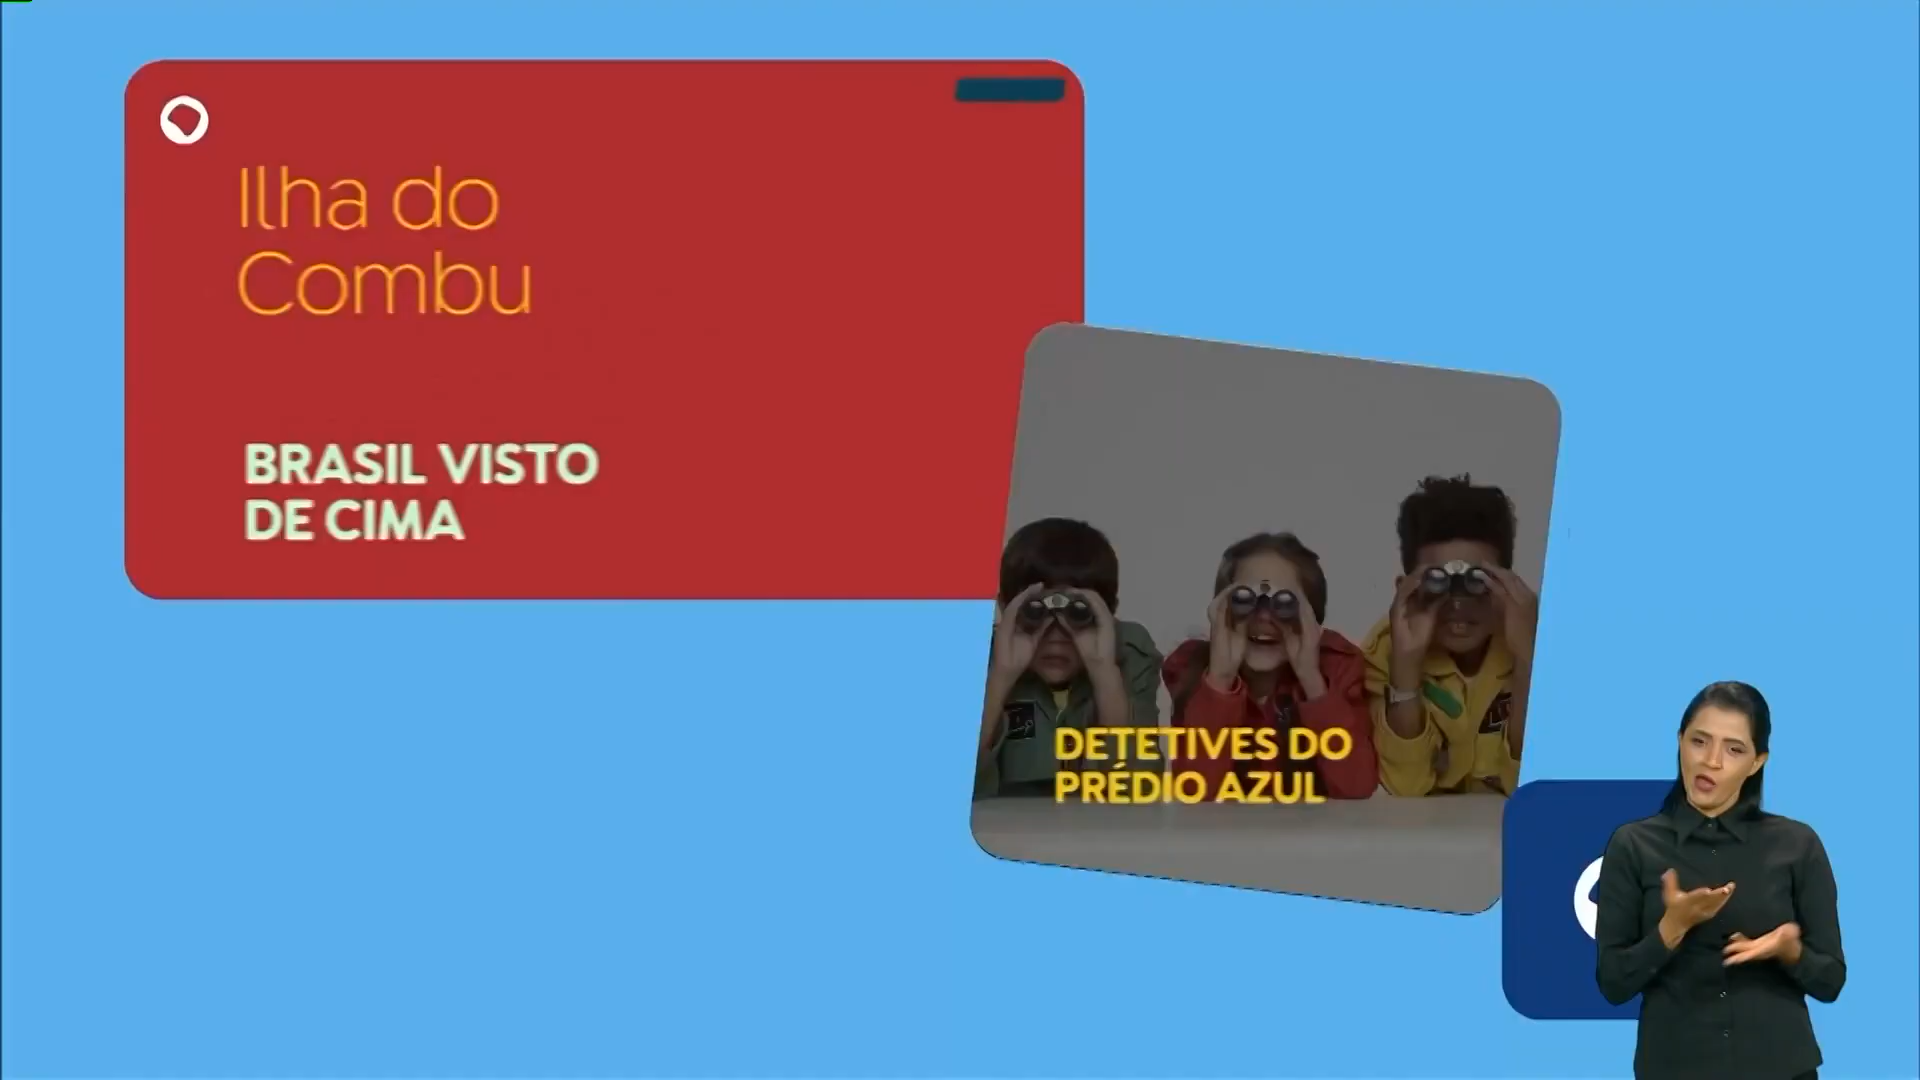 Ilha do
Combu
BRASIL VISTO
DE CIMA
DETETIVES DO
PRÉDIO AZUL